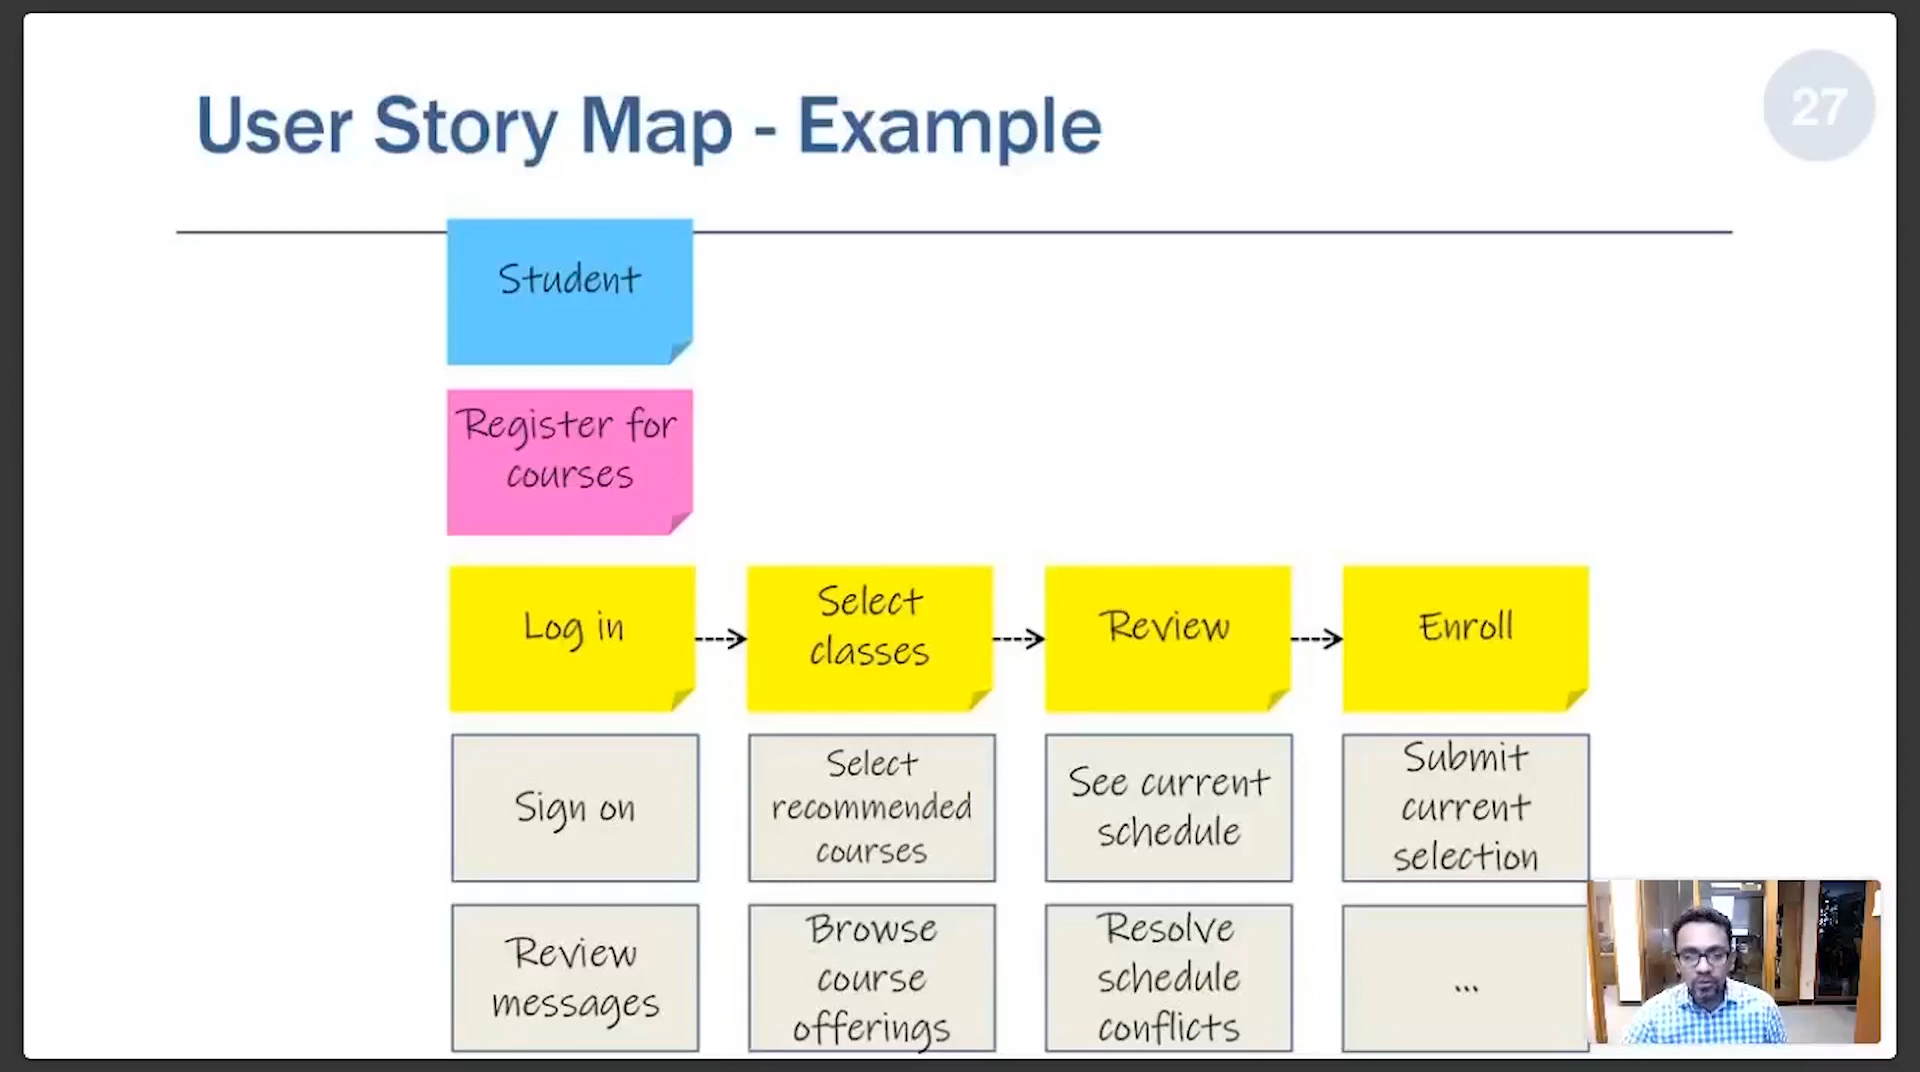 User Story Map - Example
27
Student
Register for
courses
Log in
Select
classes
Review
Enroll
Sign on
Select
recommended
courses
See current
schedule
Submit
current
selection
Review
messages
Browse
course
offerings
Resolve
schedule
conflicts
...